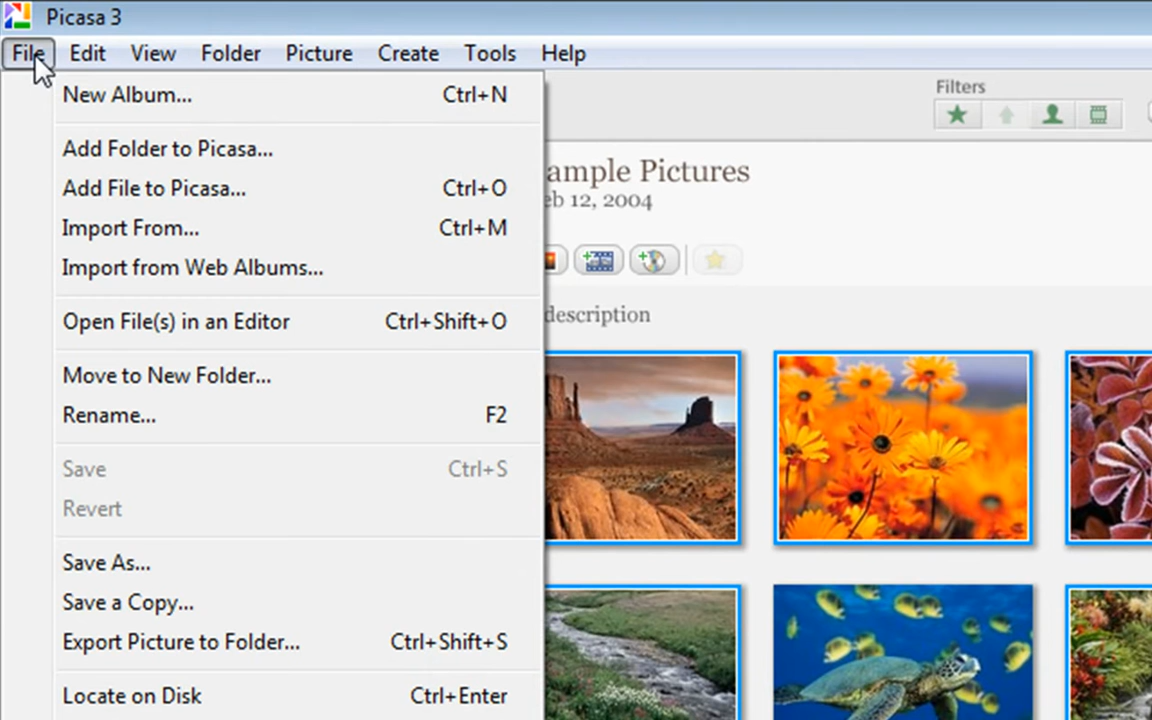 Picasa 3
File Edit View Folder Picture Create Tools Help
New Album... Ctrl+N
Add Folder to Picasa...
Add File to Picasa... Ctrl+O
Import From... Ctrl+M
Import from Web Albums...
Open File(s) in an Editor Ctrl+Shift+O
Move to New Folder...
Rename... F2
Save Ctrl+S
Revert
Save As...
Save a Copy...
Export Picture to Folder... Ctrl+Shift+S
Locate on Disk Ctrl+Enter
Filters
ample Pictures
eb 12, 2004
description